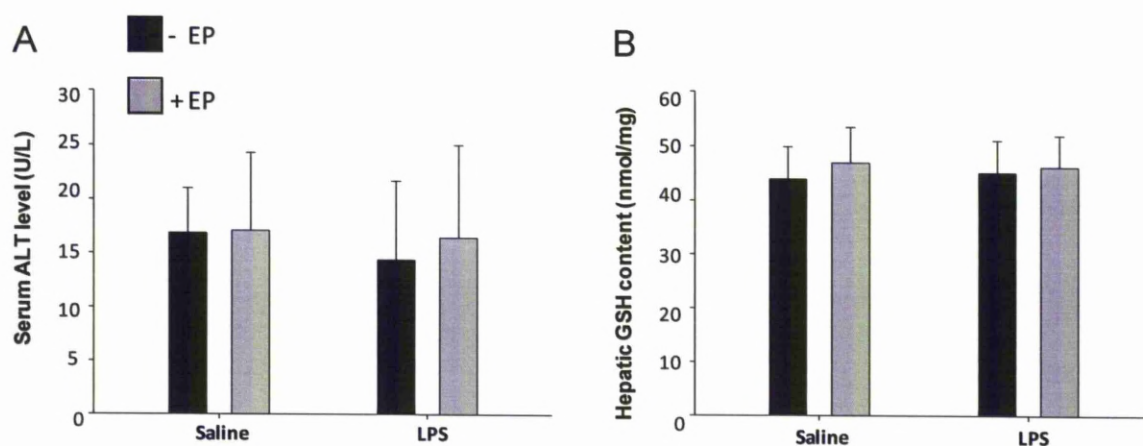 A
- EP
+ EP
Serum ALT level (U/L)
30
25
20
15
10
5
0
Saline
LPS
B
Hepatic GSH content (nmol/mg)
60
50
40
30
20
10
0
Saline
LPS